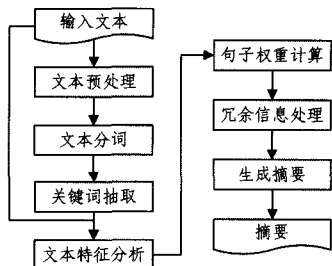 输入文本
文本预处理
文本分词
关键词抽取
文本特征分析
句子权重计算
冗余信息处理
生成摘要
摘要